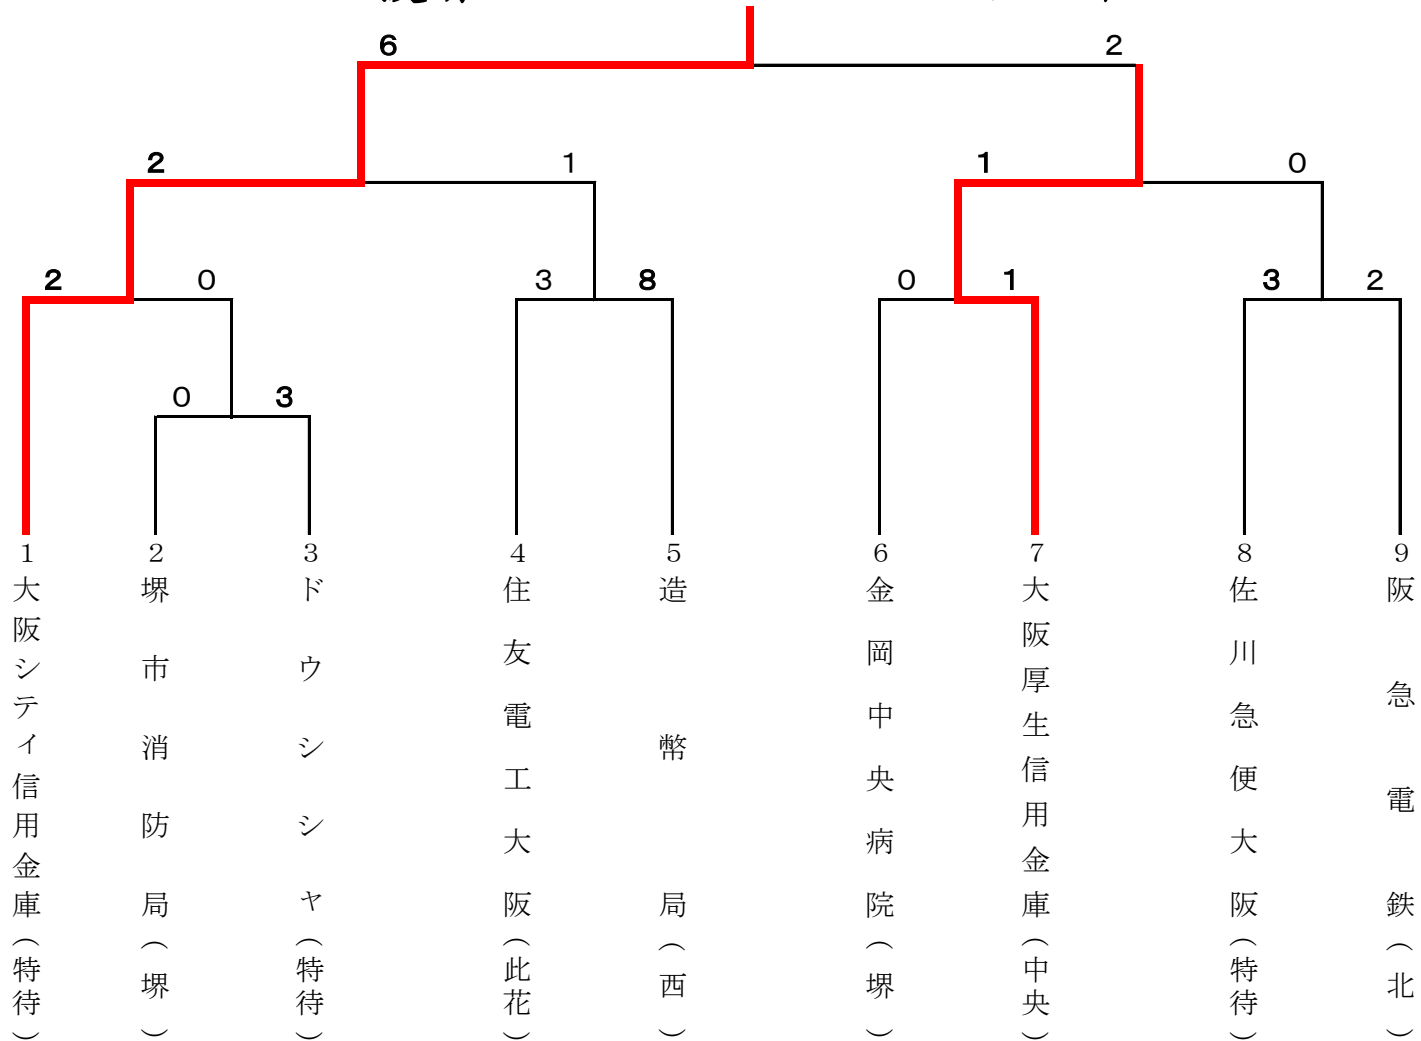 6 2
2 1 1 0
2 0 3 8 0 1 3 2
0 3
1 2 3 4 5 6 7 8 9
大阪シティ信用金庫(特待)
堺市消防局(堺)
ドウシシャ(特待)
住友電工大阪(此花)
造幣局(西)
金岡中央病院(堺)
大阪厚生信用金庫(中央)
佐川急便大阪(特待)
阪急電鉄(北)